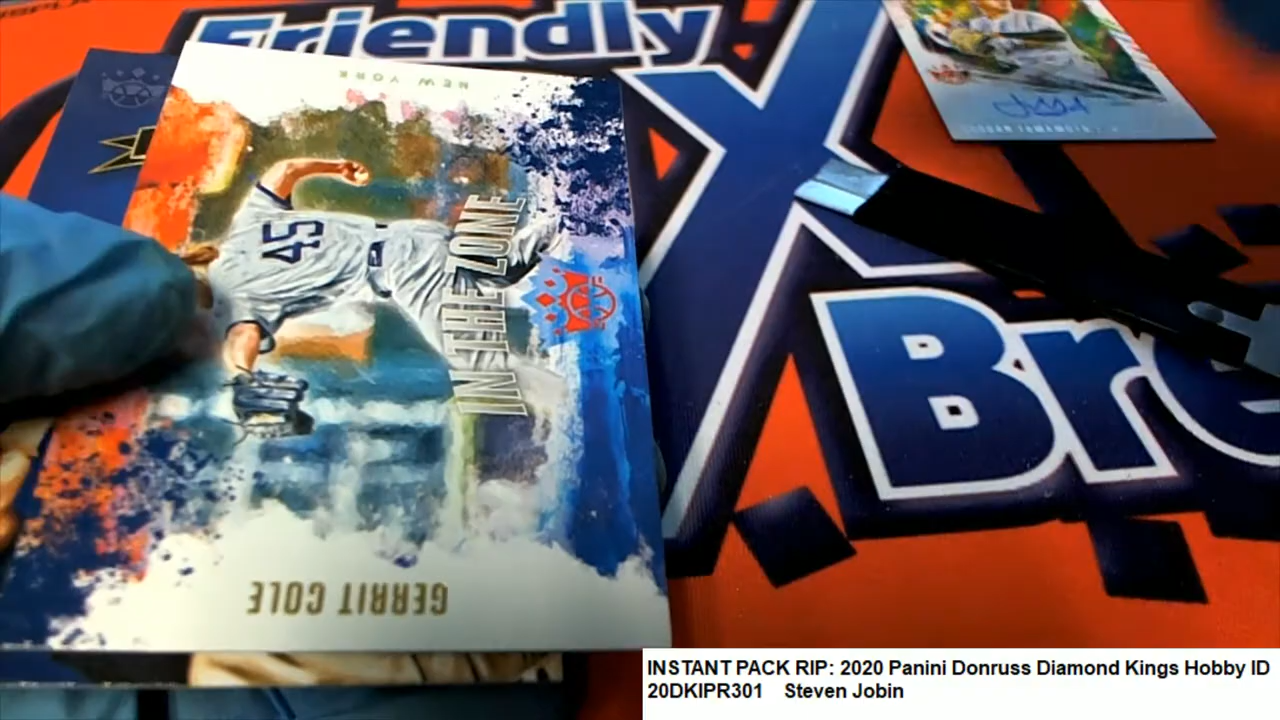 Friendly
X
Bre
NEW YORK
45
IN THE ZONE
GERRIT COLE
INSTANT PACK RIP: 2020 Panini Donruss Diamond Kings Hobby ID
20DKIPR301 Steven Jobin